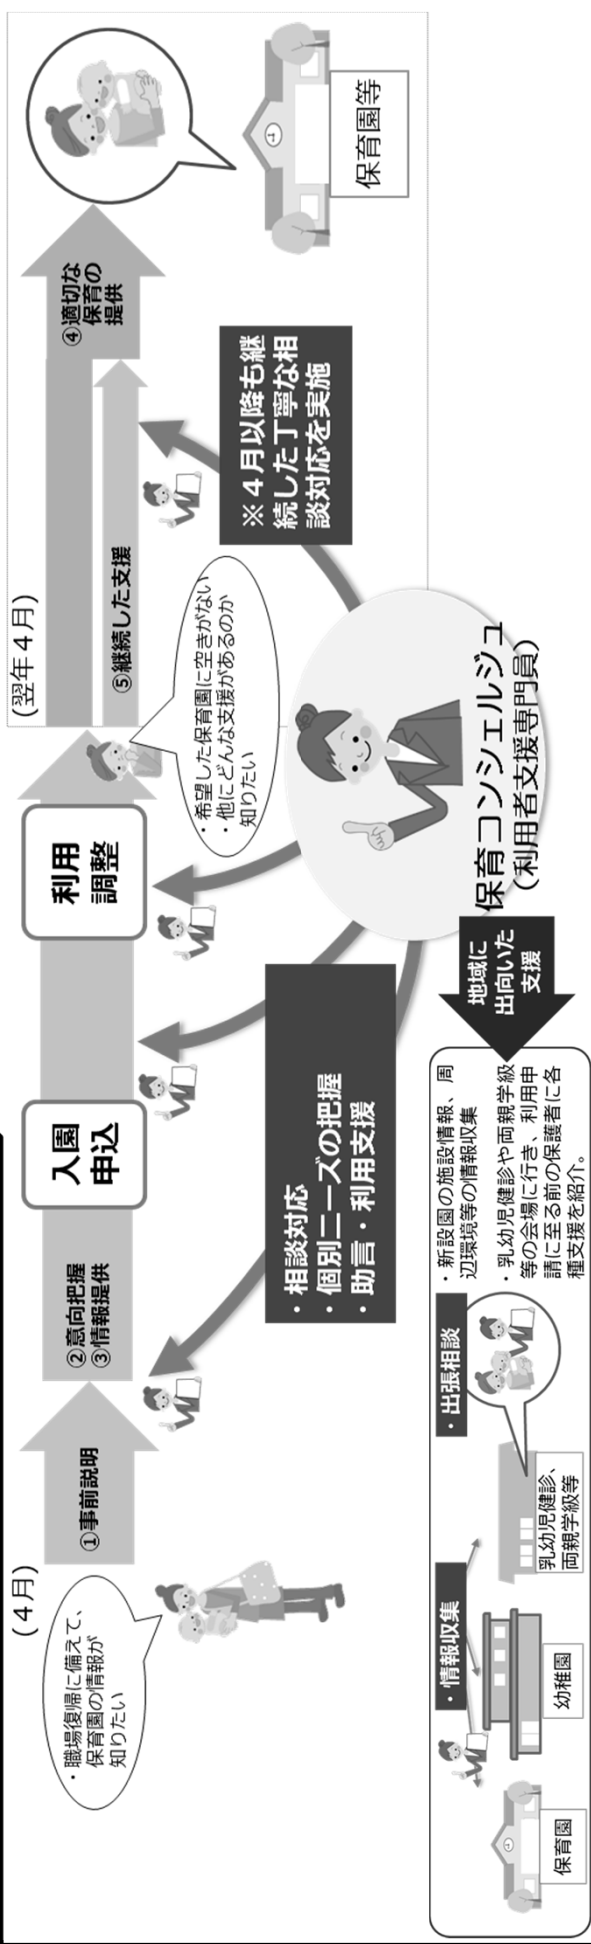 (４月)
・職場復帰に備えて、
保育園の情報が
知りたい
①事前説明
②意向把握
③情報提供
入園
申込
利用
調整
(翌年４月)
⑤継続した支援
④適切な
保育の
提供
保育園等
・希望した保育園に空きがない
・他にどんな支援があるのか
知りたい
・相談対応
・個別ニーズの把握
・助言・利用支援
※４月以降も継
続した丁寧な相
談対応を実施
保育コンシェルジュ
(利用者支援専門員)
地域に
出向いた
支援
・情報収集
・出張相談
保育園
幼稚園
乳幼児健診、
両親学級等
・新設園の施設情報、周
辺環境等の情報収集
・乳幼児健診や両親学級
等の会場に行き、利用申
請に至る前の保護者に各
種支援を紹介。